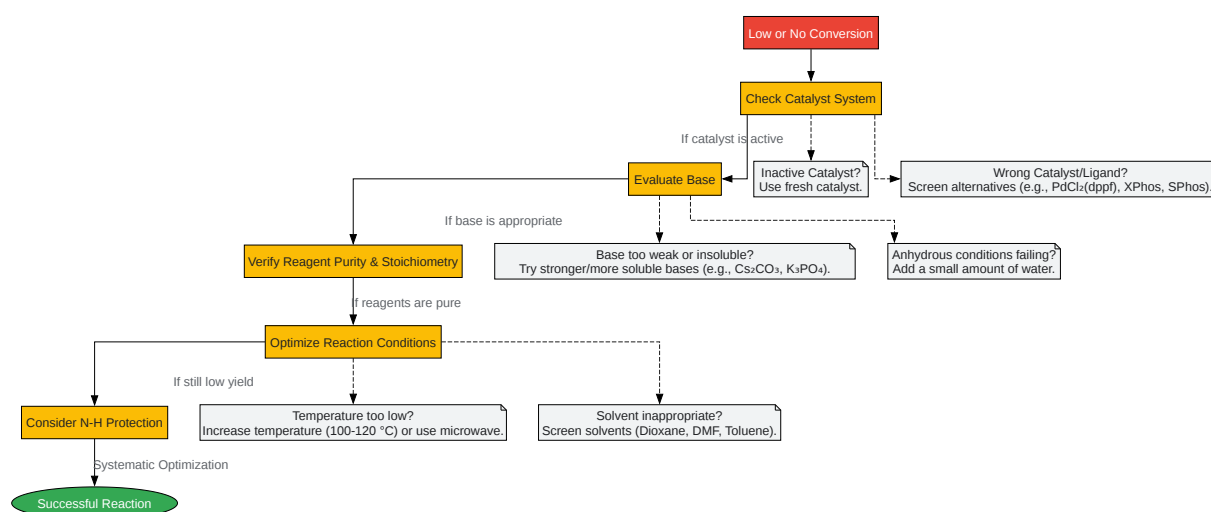 Low or No Conversion
Check Catalyst System
If catalyst is active
Inactive Catalyst?
Use fresh catalyst.
Wrong Catalyst/Ligand?
Screen alternatives (e.g., PdCl₂(dppf), XPhos, SPhos).
Evaluate Base
If base is appropriate
Base too weak or insoluble?
Try stronger/more soluble bases (e.g., Cs₂CO₃, K₃PO₄).
Anhydrous conditions failing?
Add a small amount of water.
Verify Reagent Purity & Stoichiometry
If reagents are pure
Optimize Reaction Conditions
If still low yield
Temperature too low?
Increase temperature (100-120 °C) or use microwave.
Solvent inappropriate?
Screen solvents (Dioxane, DMF, Toluene).
Consider N-H Protection
Systematic Optimization
Successful Reaction